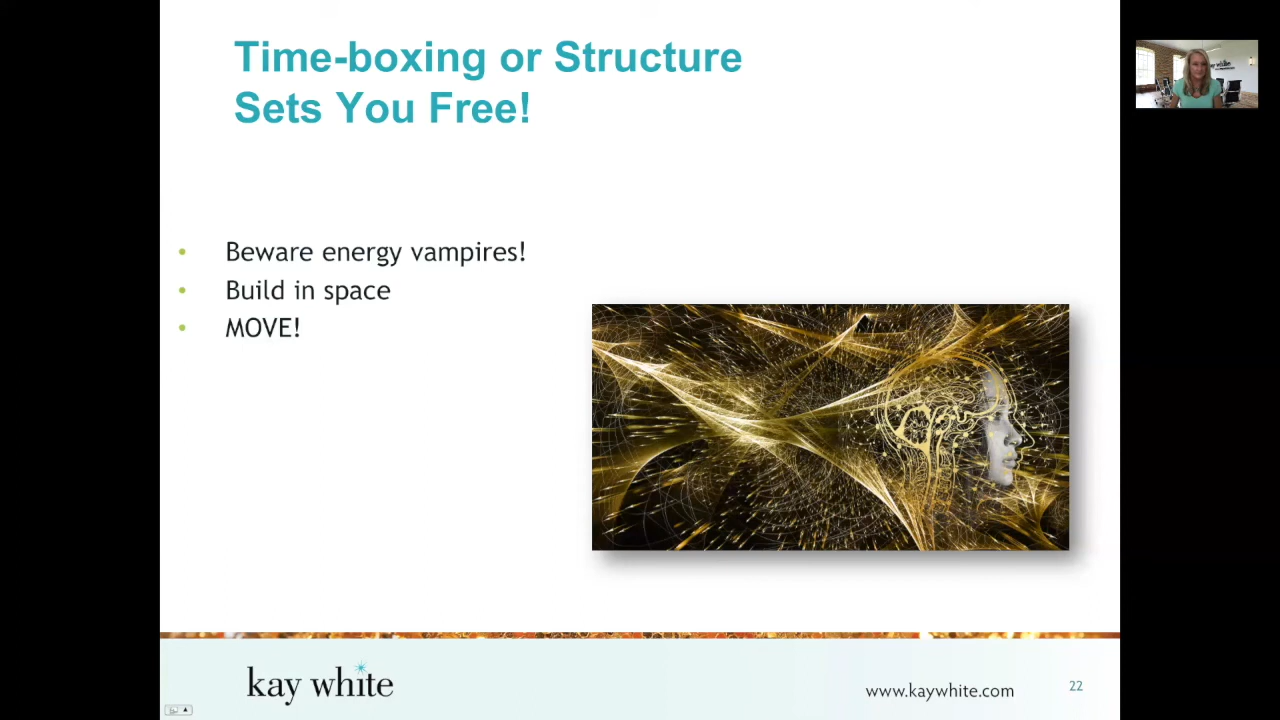 Time-boxing or Structure
Sets You Free!
• Beware energy vampires!
• Build in space
• MOVE!
kay white
www.kaywhite.com
22